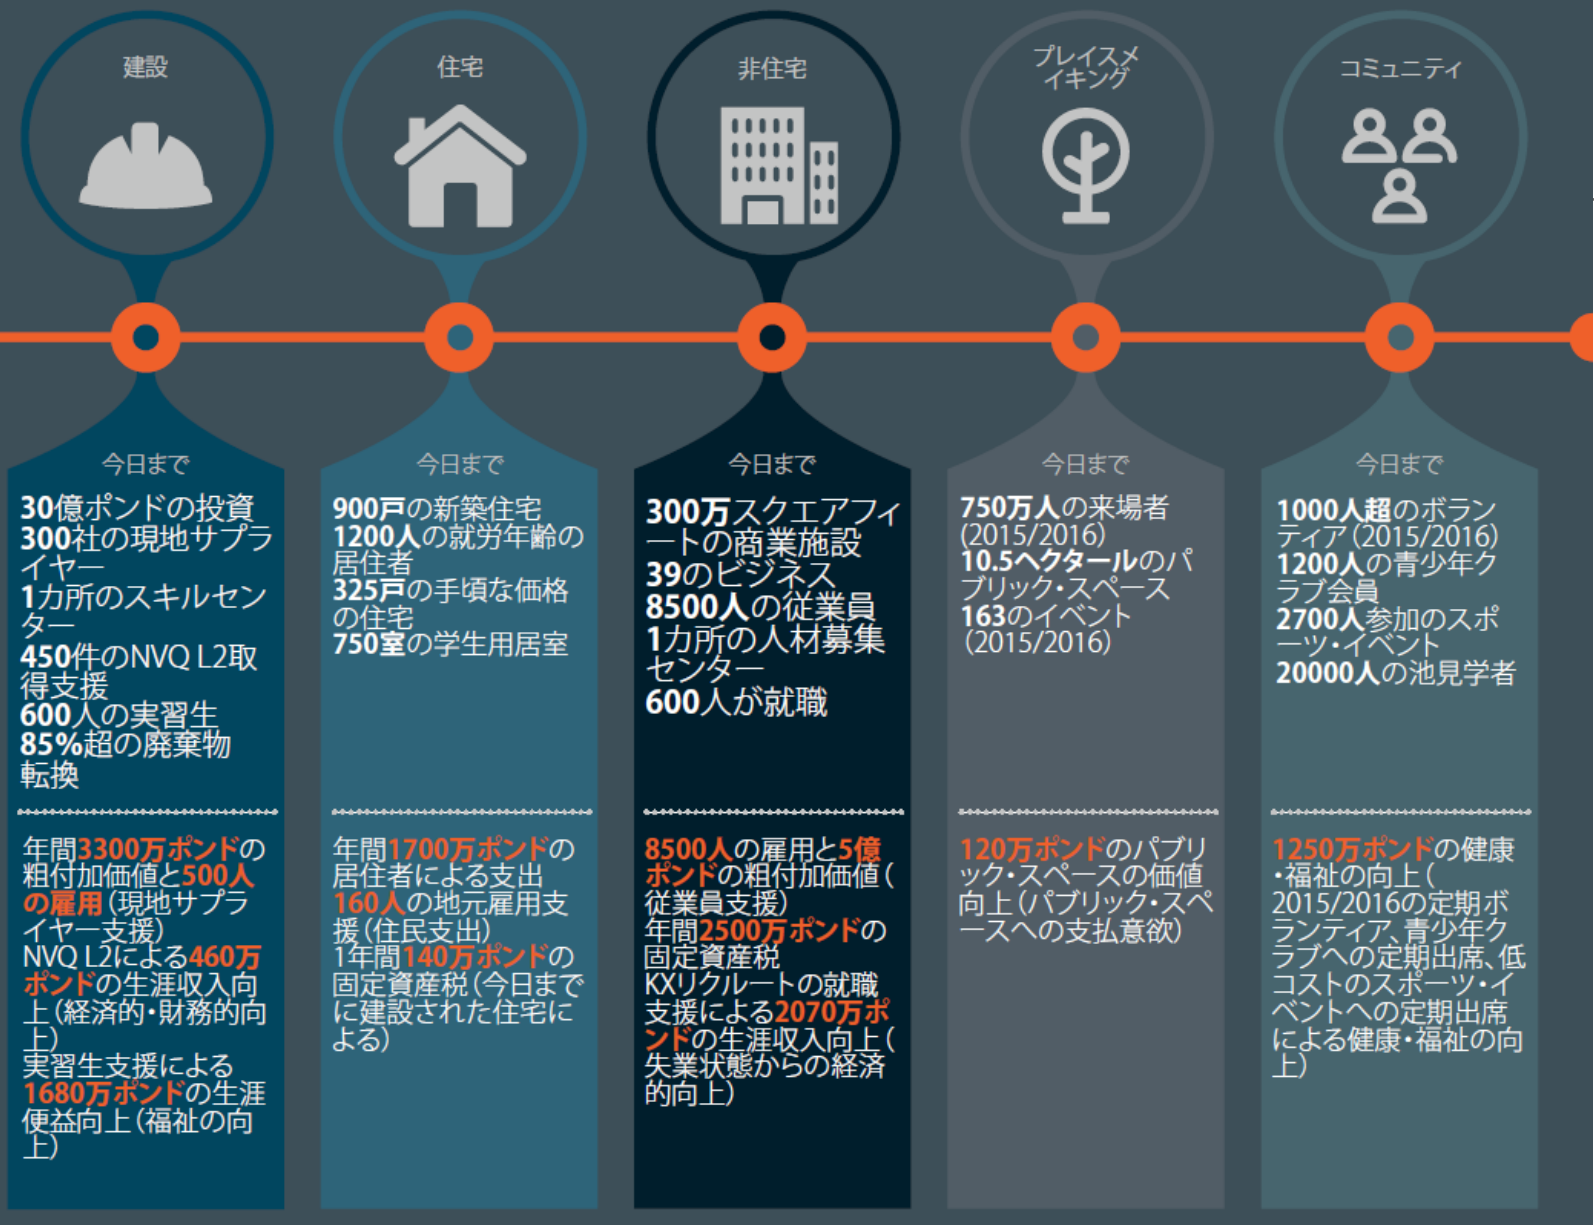 建設
30億ポンドの投資
300社の現地サプラ
イヤー
1カ所のスキルセン
ター
450件のNVQ L2取
得支援
600人の実習生
85%超の廃棄物
転換
今日まで
年間3300万ポンドの
粗付加価値と500人
の雇用(現地サプラ
イヤー支援)
NVQ L2による460万
ポンドの生涯収入向
上(経済的・財務的向
上)
実習生支援による
1680万ポンドの生涯
便益向上(福祉の向
上)
住宅
今日まで
900戸の新築住宅
1200人の就労年齢の
居住者
325戸の手頃な価格
の住宅
750室の学生用居室
年間1700万ポンドの
居住者による支出
160人の地元雇用支
援(住民支出)
1年間140万ポンドの
固定資産税(今日まで
に建設された住宅に
よる)
非住宅
今日まで
300万スクエアフィ
ートの商業施設
39のビジネス
8500人の従業員
1カ所の人材募集
センター
600人が就職
8500人の雇用と5億
ポンドの粗付加価値(
従業員支援)
年間2500万ポンドの
固定資産税
KXリクルートの就職
支援による2070万ポ
ンドの生涯収入向上(
失業状態からの経済
的向上)
プレイスメ
イキング
今日まで
750万人の来場者
(2015/2016)
10.5ヘクタールのパ
ブリック・スペース
163のイベント
(2015/2016)
120万ポンドのパブリ
ック・スペースの価値
向上(パブリック・スペ
ースへの支払意欲)
コミュニティ
今日まで
1000人超のボラン
ティア(2015/2016)
1200人の青少年ク
ラブ会員
2700人参加のスポ
ーツ・イベント
20000人の池見学者
1250万ポンドの健康
・福祉の向上(
2015/2016の定期ボ
ランティア、青少年ク
ラブへの定期出席、低
コストのスポーツ・イ
ベントへの定期出席
による健康・福祉の向
上)